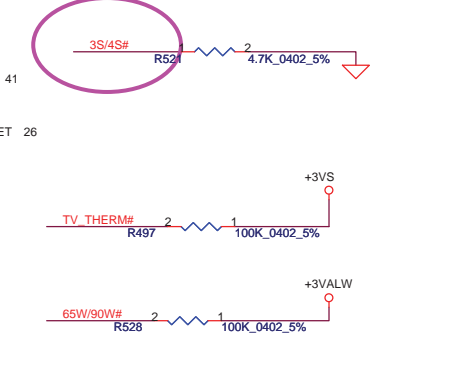 3S/4S# 1 2
R521 4.7K_0402_5%
41
ET 26
+3VS
TV_THERM# 2 1
R497 100K_0402_5%
+3VALW
65W/90W# 2 1
R528 100K_0402_5%